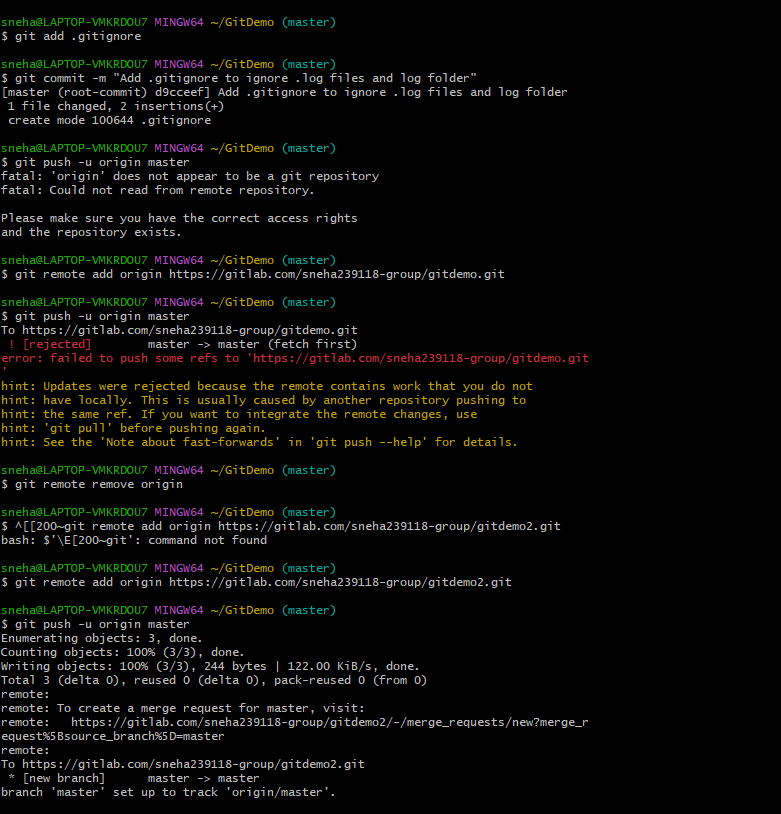 sneha@LAPTOP-VMKRDOU7 MINGW64 ~/GitDemo (master)
$ git add .gitignore
sneha@LAPTOP-VMKRDOU7 MINGW64 ~/GitDemo (master)
$ git commit -m "Add .gitignore to ignore .log files and log folder"
[master (root-commit) d9cceef] Add .gitignore to ignore .log files and log folder
 1 file changed, 2 insertions(+)
 create mode 100644 .gitignore
sneha@LAPTOP-VMKRDOU7 MINGW64 ~/GitDemo (master)
$ git push -u origin master
fatal: 'origin' does not appear to be a git repository
fatal: Could not read from remote repository.
Please make sure you have the correct access rights
and the repository exists.
sneha@LAPTOP-VMKRDOU7 MINGW64 ~/GitDemo (master)
$ git remote add origin https://gitlab.com/sneha239118-group/gitdemo.git
sneha@LAPTOP-VMKRDOU7 MINGW64 ~/GitDemo (master)
$ git push -u origin master
To https://gitlab.com/sneha239118-group/gitdemo.git
 ! [rejected]        master -> master (fetch first)
error: failed to push some refs to 'https://gitlab.com/sneha239118-group/gitdemo.git
'
hint: Updates were rejected because the remote contains work that you do not
hint: have locally. This is usually caused by another repository pushing to
hint: the same ref. If you want to integrate the remote changes, use
hint: 'git pull' before pushing again.
hint: See the 'Note about fast-forwards' in 'git push --help' for details.
sneha@LAPTOP-VMKRDOU7 MINGW64 ~/GitDemo (master)
$ git remote remove origin
sneha@LAPTOP-VMKRDOU7 MINGW64 ~/GitDemo (master)
$ ^[[200~git remote add origin https://gitlab.com/sneha239118-group/gitdemo2.git
bash: $'\E[200~git': command not found
sneha@LAPTOP-VMKRDOU7 MINGW64 ~/GitDemo (master)
$ git remote add origin https://gitlab.com/sneha239118-group/gitdemo2.git
sneha@LAPTOP-VMKRDOU7 MINGW64 ~/GitDemo (master)
$ git push -u origin master
Enumerating objects: 3, done.
Counting objects: 100% (3/3), done.
Writing objects: 100% (3/3), 244 bytes | 122.00 KiB/s, done.
Total 3 (delta 0), reused 0 (delta 0), pack-reused 0 (from 0)
remote:
remote: To create a merge request for master, visit:
remote:   https://gitlab.com/sneha239118-group/gitdemo2/-/merge_requests/new?merge_r
equest%5Bsource_branch%5D=master
remote:
To https://gitlab.com/sneha239118-group/gitdemo2.git
 * [new branch]      master -> master
branch 'master' set up to track 'origin/master'.